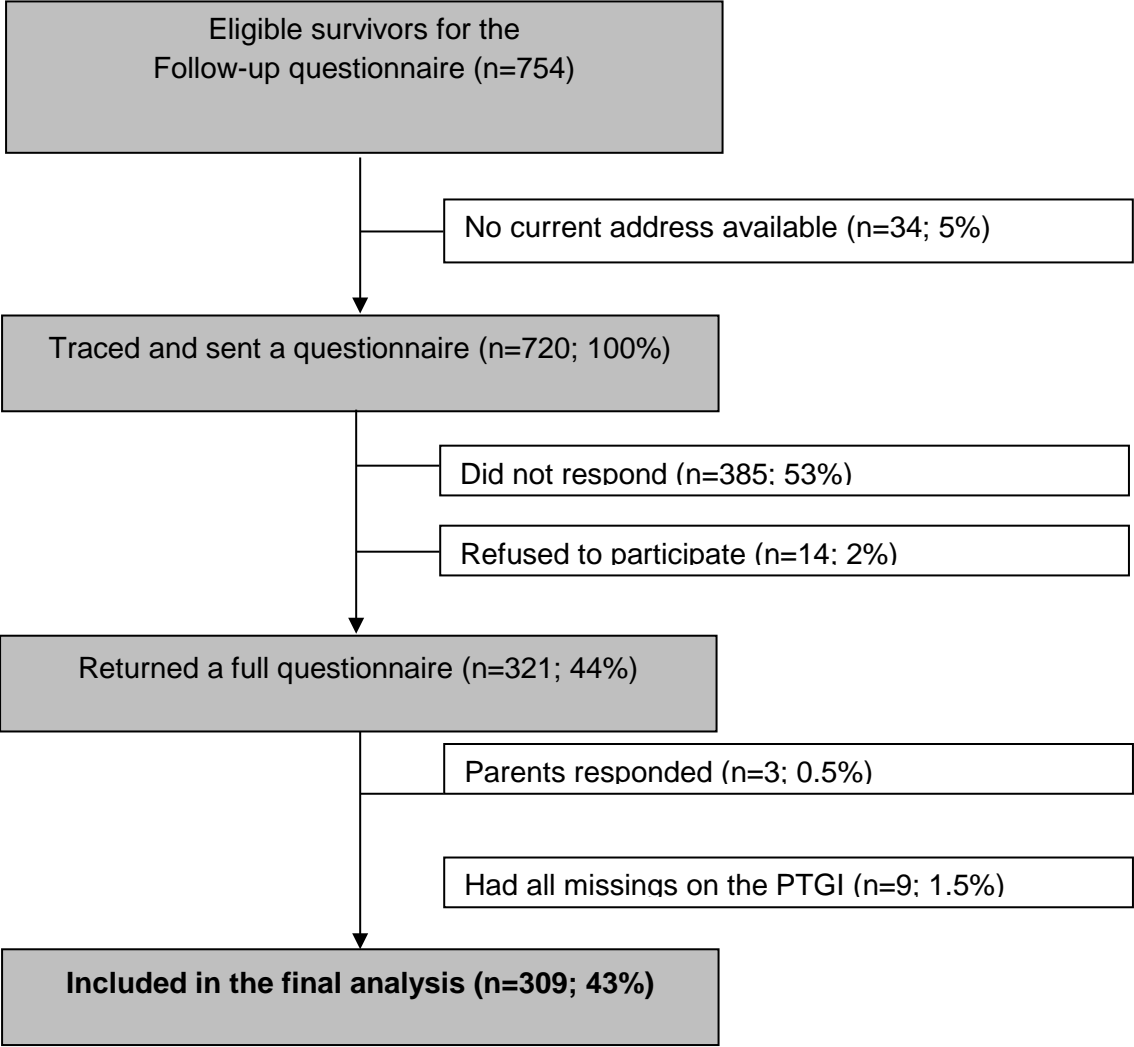 Eligible survivors for the
Follow-up questionnaire (n=754)
No current address available (n=34; 5%)
Traced and sent a questionnaire (n=720; 100%)
Did not respond (n=385; 53%)
Refused to participate (n=14; 2%)
Returned a full questionnaire (n=321; 44%)
Parents responded (n=3; 0.5%)
Had all missings on the PTGI (n=9; 1.5%)
Included in the final analysis (n=309; 43%)